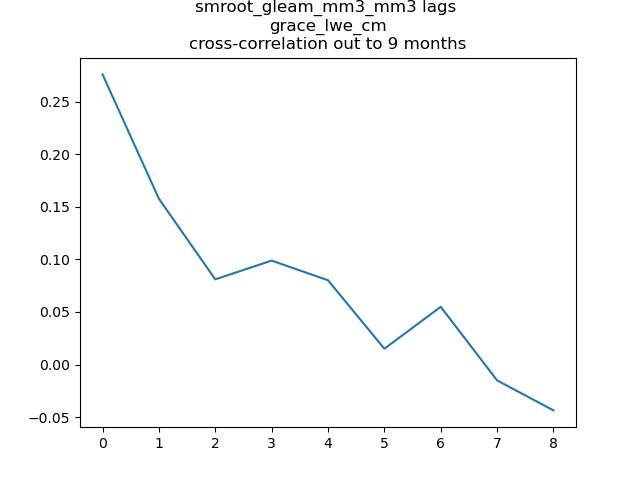 smroot_gleam_mm3_mm3 lags
grace_lwe_cm
cross-correlation out to 9 months
0.25
0.20
0.15
0.10
0.05
0.00
−0.05
0 1 2 3 4 5 6 7 8